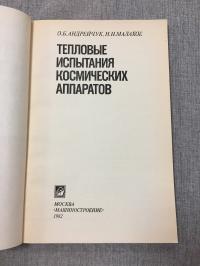 О.Б.АНДРЕЙЧУК, Н.Н.МАЛАХОВ
ТЕПЛОВЫЕ
ИСПЫТАНИЯ
КОСМИЧЕСКИХ
АППАРАТОВ
МОСКВА
«МАШИНОСТРОЕНИЕ»
1982